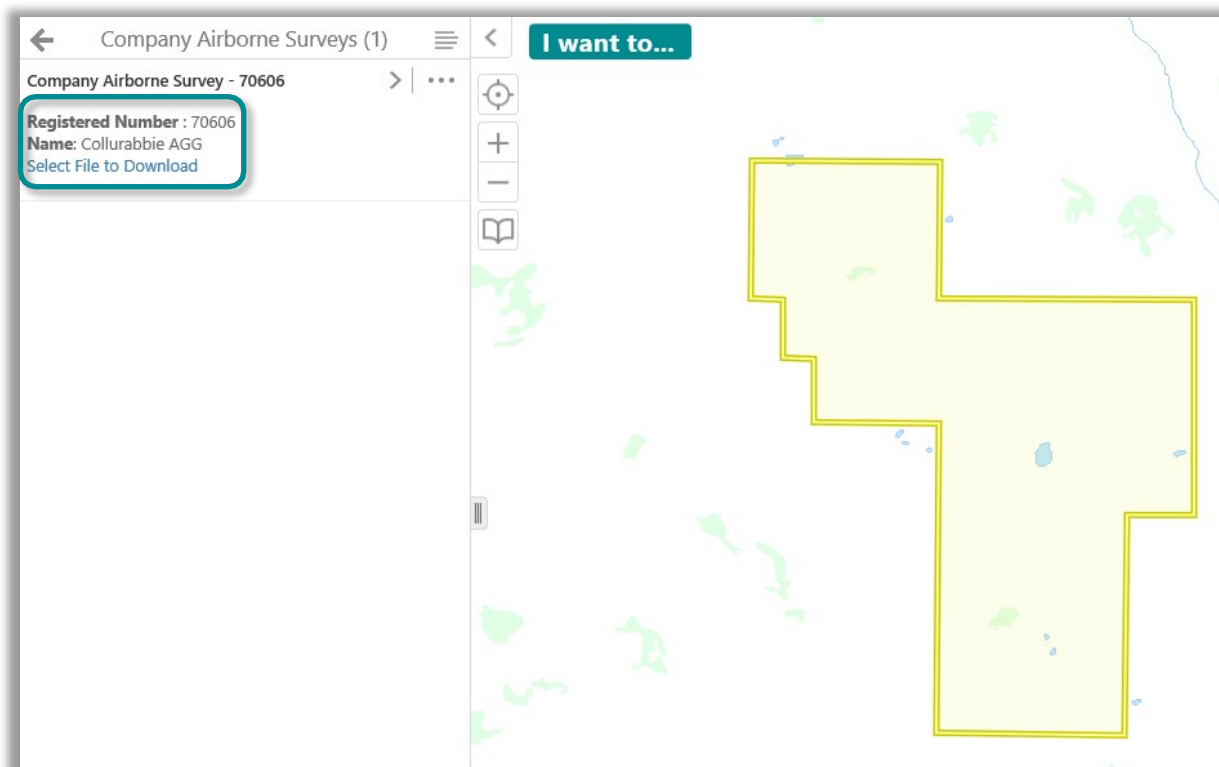 Company Airborne Surveys (1)
I want to...
Company Airborne Survey - 70606
Registered Number : 70606
Name: Collurabbie AGG
Select File to Download